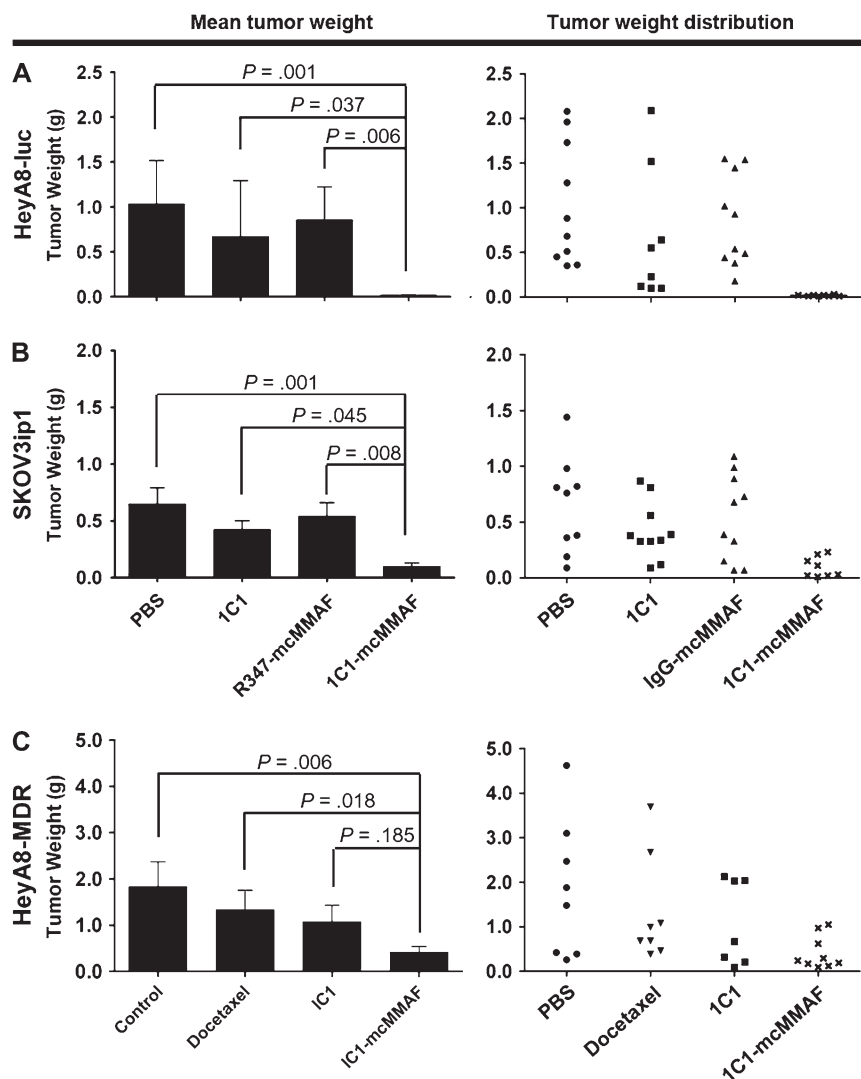 Mean tumor weight
Tumor weight distribution
A
HeyA8-luc
Tumor Weight (g)
2.5
2.0
1.5
1.0
0.5
0.0
P = .001
P = .037
P = .006
2.5
2.0
1.5
1.0
0.5
0.0
B
SKOV3ip1
Tumor Weight (g)
2.0
1.5
1.0
0.5
0.0
P = .001
P = .045
P = .008
PBS
1C1
R347-mcMMAF
1C1-mcMMAF
2.0
1.5
1.0
0.5
0.0
PBS
1C1
IgG-mcMMAF
1C1-mcMMAF
C
HeyA8-MDR
Tumor Weight (g)
5.0
4.0
3.0
2.0
1.0
0.0
P = .006
P = .018
P = .185
Control
Docetaxel
IC1
IC1-mcMMAF
5.0
4.0
3.0
2.0
1.0
0.0
PBS
Docetaxel
1C1
1C1-mcMMAF